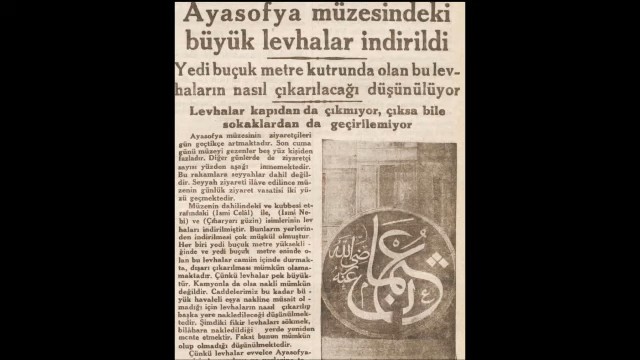 Ayasofya müzesindeki
büyük levhalar indirildi
Yedi buçuk metre kutrunda olan bu lev-
haların nasıl çıkarılacağı düşünülüyor
Levhalar kapıdan da çıkmıyor, çıksa bile
sokaklardan da geçirilemiyor
Ayasofya müzesinin ziyaretçileri
gün geçtikçe artmaktadır. Son cuma
günü müzeyi gezenler beş yüz kişiden
fazladır. Diğer günlerde de ziyaretçi
sayısı yüzden aşağı inmemektedir.
Bu rakamlara seyyahlar dahil değil-
dir. Seyyah ziyareti ilâve edilince mü-
zenin günlük ziyaret vasatisi iki yü-
zü geçmektedir.
Müzenin dahilindeki ve kubbesi et-
rafındaki (İsmi Celâl) ile, (İsmi Ne-
bi) ve (Çiharyarı güzin) isimlerinin lev
haları indirilmiştir. Bunların yerlerin-
den indirilmesi çok müşkül olmuştur.
Her biri yedi buçuk metre yüksekli -
ğinde ve yedi buçuk metre eninde o-
lan bu levhalar camiin içinde durmak-
ta, dışarı çıkarılması mümkün olama-
maktadır. Çünkü levhalar pek büyük-
tür. Kamyonla da olsa nakli mümkün
değildir. Caddelerimiz bu kadar bü -
yük havaleli eşya nakline müsait ol -
madığı için levhaların nasıl çıkarılıp
başka yere nakledileceği düşünülmek-
tedir. Şimdiki fikir levhaları sökmek,
bilâhara nakledildiği yerde yeniden
monte etmektir. Fakat bunun mümkün
olup olmadığı düşünülmektedir.
Çünkü levhalar evvelce Ayasofya-
عثمان
رضی الله
عنه